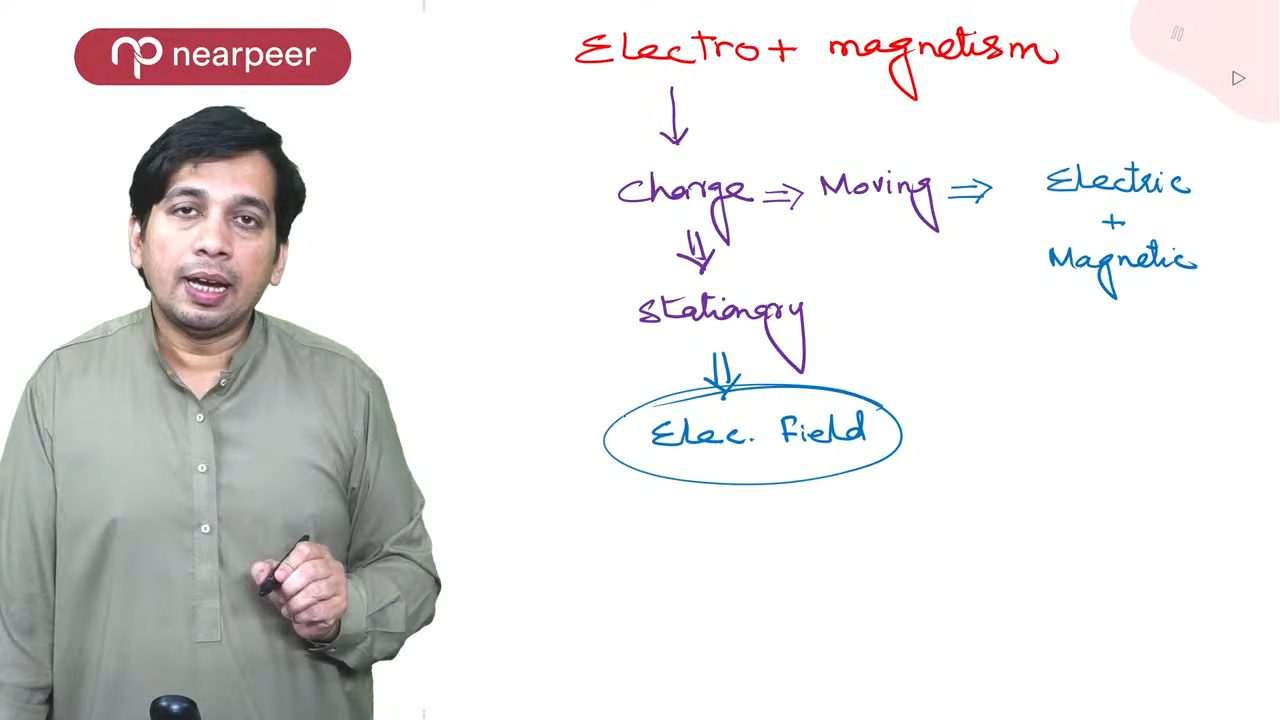 nearpeer
Electro + magnetism
Charge ⇒ Moving ⇒ Electric
+
Magnetic
Stationary
Elec. field